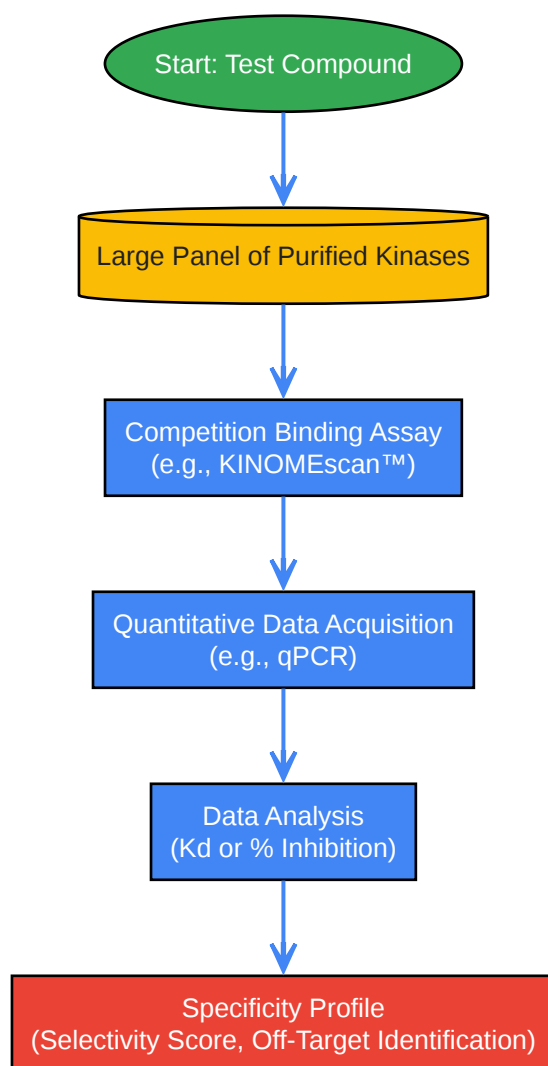 Start: Test Compound
Large Panel of Purified Kinases
Competition Binding Assay
(e.g., KINOMEscan™)
Quantitative Data Acquisition
(e.g., qPCR)
Data Analysis
(Kd or % Inhibition)
Specificity Profile
(Selectivity Score, Off-Target Identification)